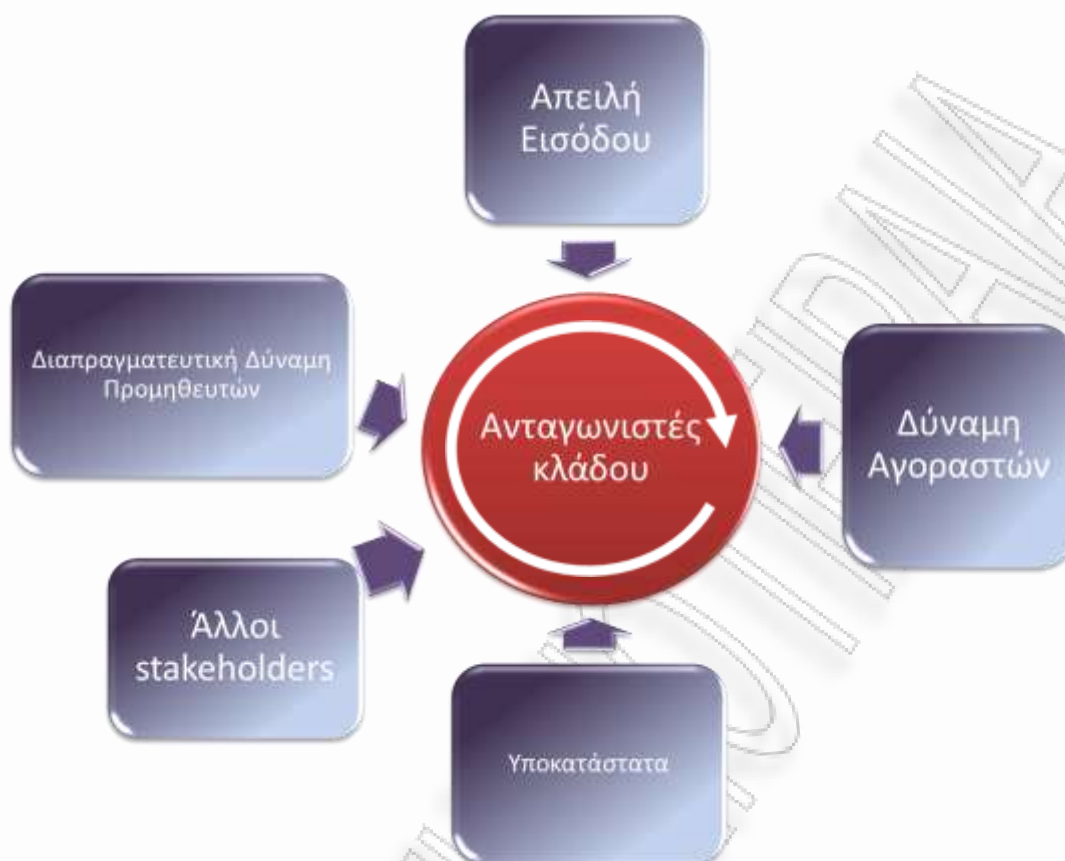 Απειλή
Εισόδου
Διαπραγματευτική Δύναμη
Προμηθευτών
Ανταγωνιστές
κλάδου
Δύναμη
Αγοραστών
Άλλοι
stakeholders
Υποκατάστατα